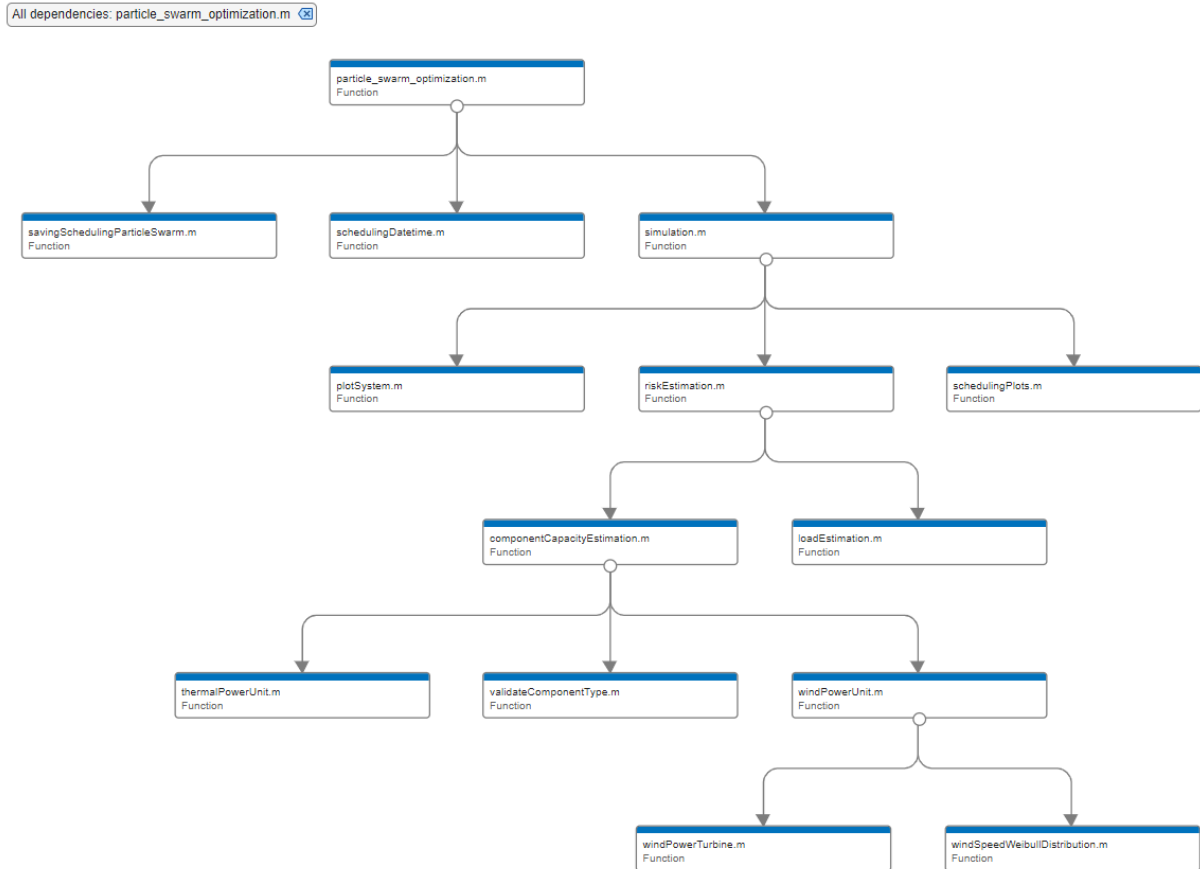 All dependencies: particle_swarm_optimization.m
particle_swarm_optimization.m
Function
savingSchedulingParticleSwarm.m
Function
schedulingDatetime.m
Function
simulation.m
Function
plotSystem.m
Function
riskEstimation.m
Function
schedulingPlots.m
Function
componentCapacityEstimation.m
Function
loadEstimation.m
Function
thermalPowerUnit.m
Function
validateComponentType.m
Function
windPowerUnit.m
Function
windPowerTurbine.m
Function
windSpeedWeibullDistribution.m
Function